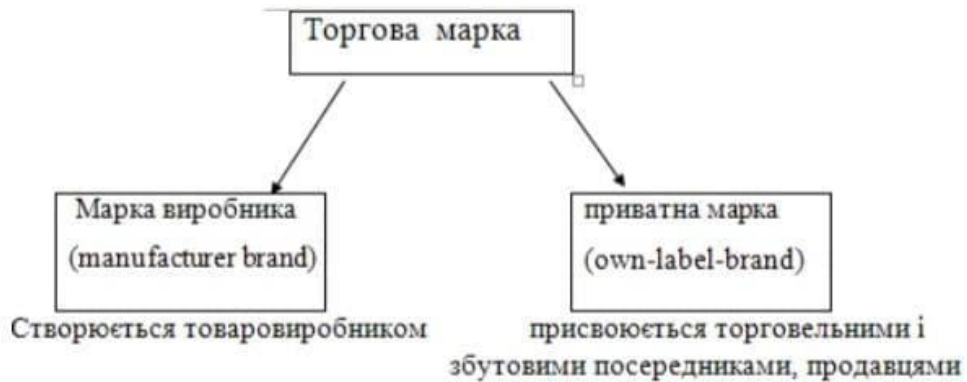 Торгова марка
Марка виробника
(manufacturer brand)
Створюється товаровиробником
приватна марка
(own-label-brand)
присвоюється торговельними і
збутовими посередниками, продавцями